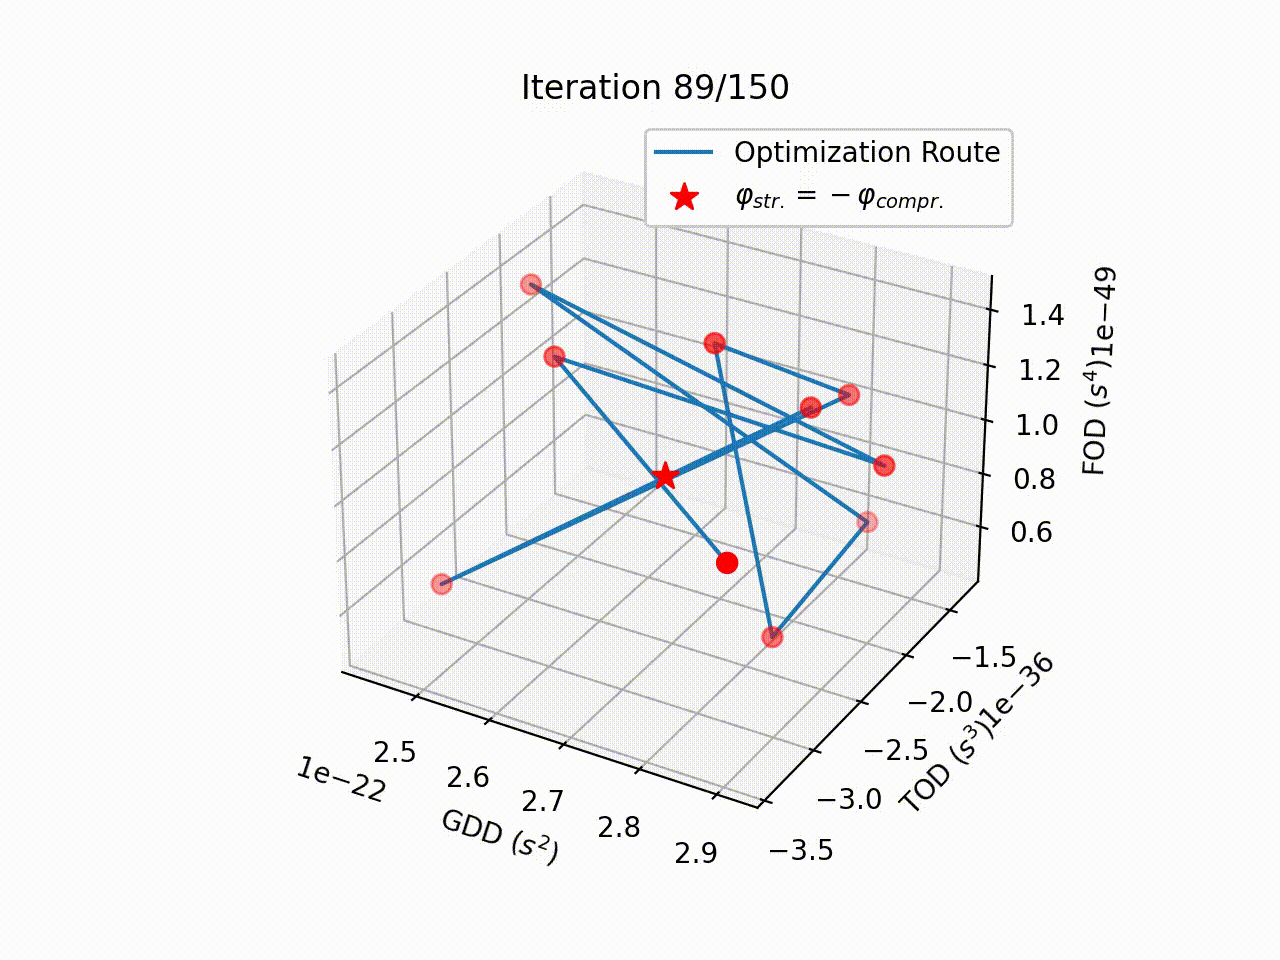 Iteration 89/150
Optimization Route
φstr. = −φcompr.
1.4
1.2
1.0
0.8
0.6
FOD (s⁴)1e−49
−1.5
−2.0
−2.5
−3.0
−3.5
TOD (s³)1e−36
2.5
2.6
2.7
2.8
2.9
1e−22
GDD (s²)